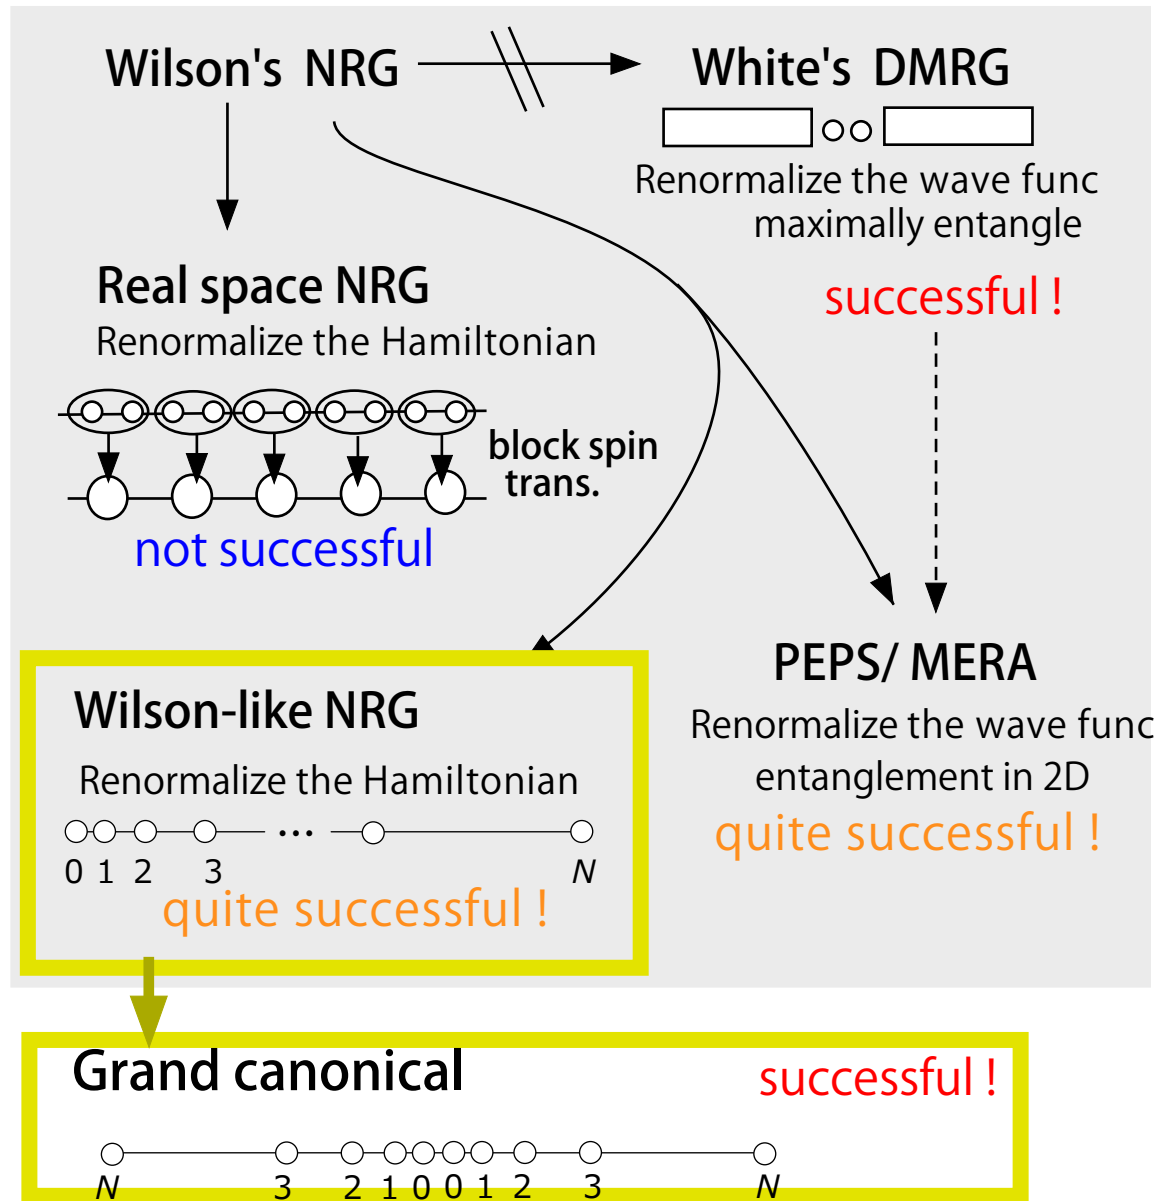 Wilson's NRG
White's DMRG
Renormalize the wave func
maximally entangle
successful !
Real space NRG
Renormalize the Hamiltonian
block spin
trans.
not successful
PEPS/ MERA
Renormalize the wave func
entanglement in 2D
quite successful !
Wilson-like NRG
Renormalize the Hamiltonian
...
0 1 2 3 N
quite successful !
Grand canonical
successful !
N 3 2 1 0 0 1 2 3 N